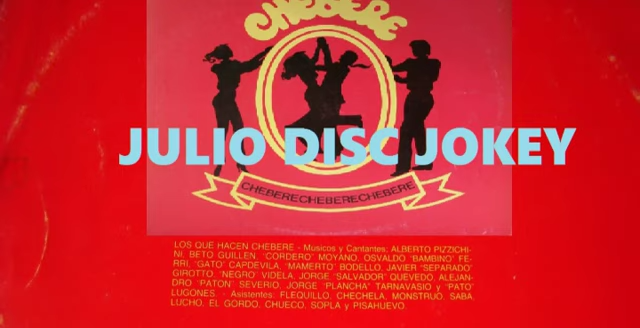 CHEBERE
JULIO DISC JOKEY
CHEBERECHEBERECHEBERE
LOS QUE HACEN CHEBERE - Musicos y Cantantes: ALBERTO PIZZICHI-
NI, BETO GUILLEN, "CORDERO" MOYANO, OSVALDO "BAMBINO" FE-
RRI, "GATO" CAPDEVILA, "MAMERTO" BODELLO, JAVIER "SEPARADO"
GIROTTO, "NEGRO" VIDELA, JORGE "SALVADOR" QUEVEDO, ALEJAN-
DRO "PATON" SEVERIO, JORGE "PLANCHA" TARNAVASIO y "PATO"
LUGONES. - Asistentes: FLEQUILLO, CHECHELA, MONSTRUO, SABA,
LUCHO, EL GORDO, CHUECO, SOPLA y PISAHUEVO.